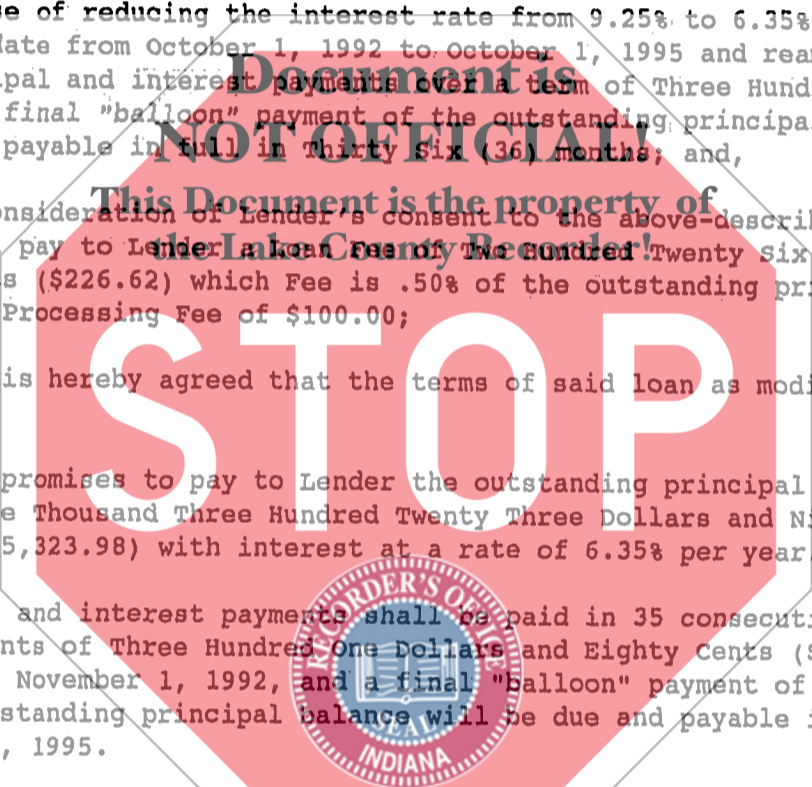 se of reducing the interest rate from 9.25% to 6.35%
date from October 1, 1992 to October 1, 1995 and rea
Document is
pal and interest payments over a term of Three Hund
final "balloon" payment of the outstanding principa
NOT OFFICIAL!
payable in full in Thirty Six (36) months; and,
This Document is the property of
nsideration of Lender's consent to the above-descri
the Lake County Recorder!
pay to Lender a Loan Fee of Two Hundred Twenty Six
s ($226.62) which Fee is .50% of the outstanding pri
Processing Fee of $100.00;
STOP
is hereby agreed that the terms of said loan as modi
promises to pay to Lender the outstanding principal
e Thousand Three Hundred Twenty Three Dollars and Ni
5,323.98) with interest at a rate of 6.35% per year
and interest payments shall be paid in 35 consecuti
nts of Three Hundred One Dollars and Eighty Cents ($
November 1, 1992, and a final "balloon" payment of
standing principal balance will be due and payable i
, 1995.
RECORDER'S OFFICE
SEAL
INDIANA